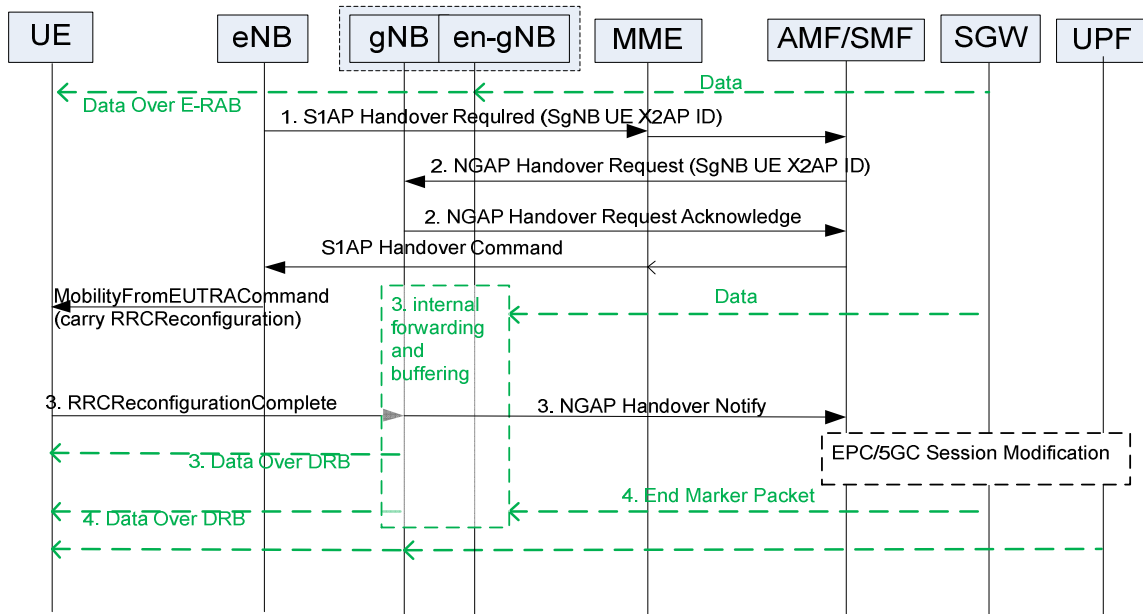 UE
eNB
gNB
en-gNB
MME
AMF/SMF
SGW
UPF
Data
Data Over E-RAB
1. S1AP Handover Required (SgNB UE X2AP ID)
2. NGAP Handover Request (SgNB UE X2AP ID)
2. NGAP Handover Request Acknowledge
S1AP Handover Command
MobilityFromEUTRACommand
(carry RRCReconfiguration)
3. internal
forwarding
and
buffering
Data
3. RRCReconfigurationComplete
3. NGAP Handover Notify
EPC/5GC Session Modification
3. Data Over DRB
4. End Marker Packet
4. Data Over DRB